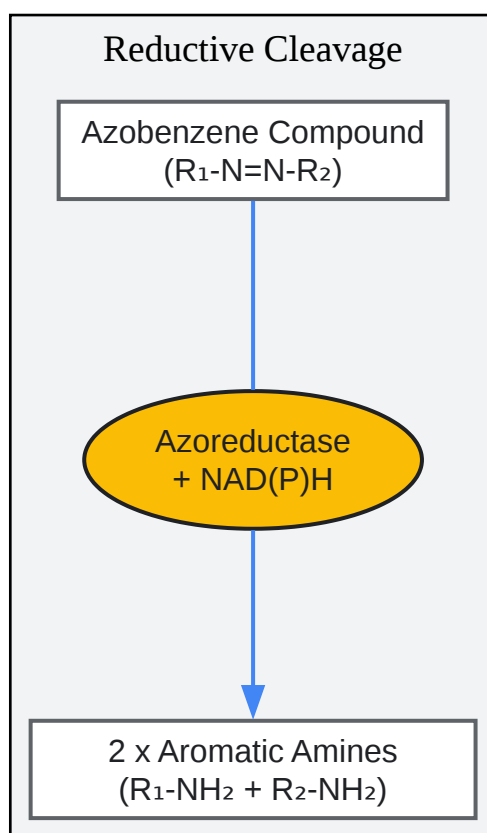 Reductive Cleavage
Azobenzene Compound
(R₁-N=N-R₂)
Azoreductase
+ NAD(P)H
2 x Aromatic Amines
(R₁-NH₂ + R₂-NH₂)